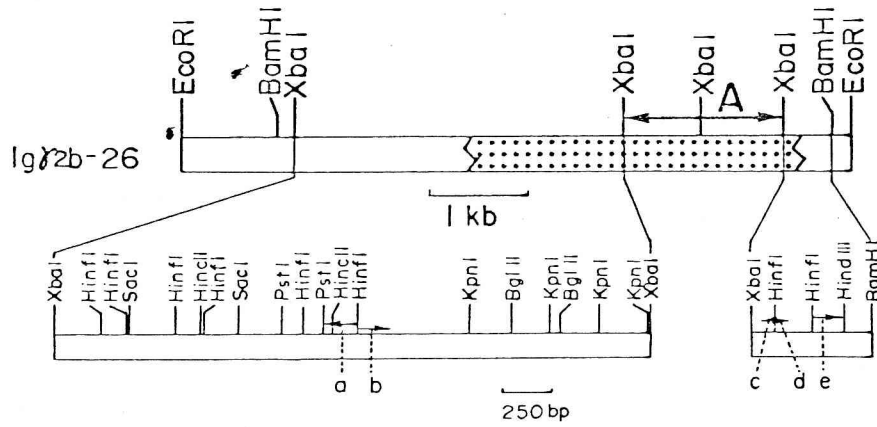 EcoRI BamHI XbaI XbaI XbaI XbaI BamHI EcoRI
A
Igγ2b-26
1 kb
XbaI HinfI HinfI SacI HinfI HincII HinfI SacI PstI HinfI PstI HincII HinfI KpnI BglII KpnI BglII KpnI KpnI XbaI XbaI HinfI HinfI HindIII BamHI
a b c d e
250 bp